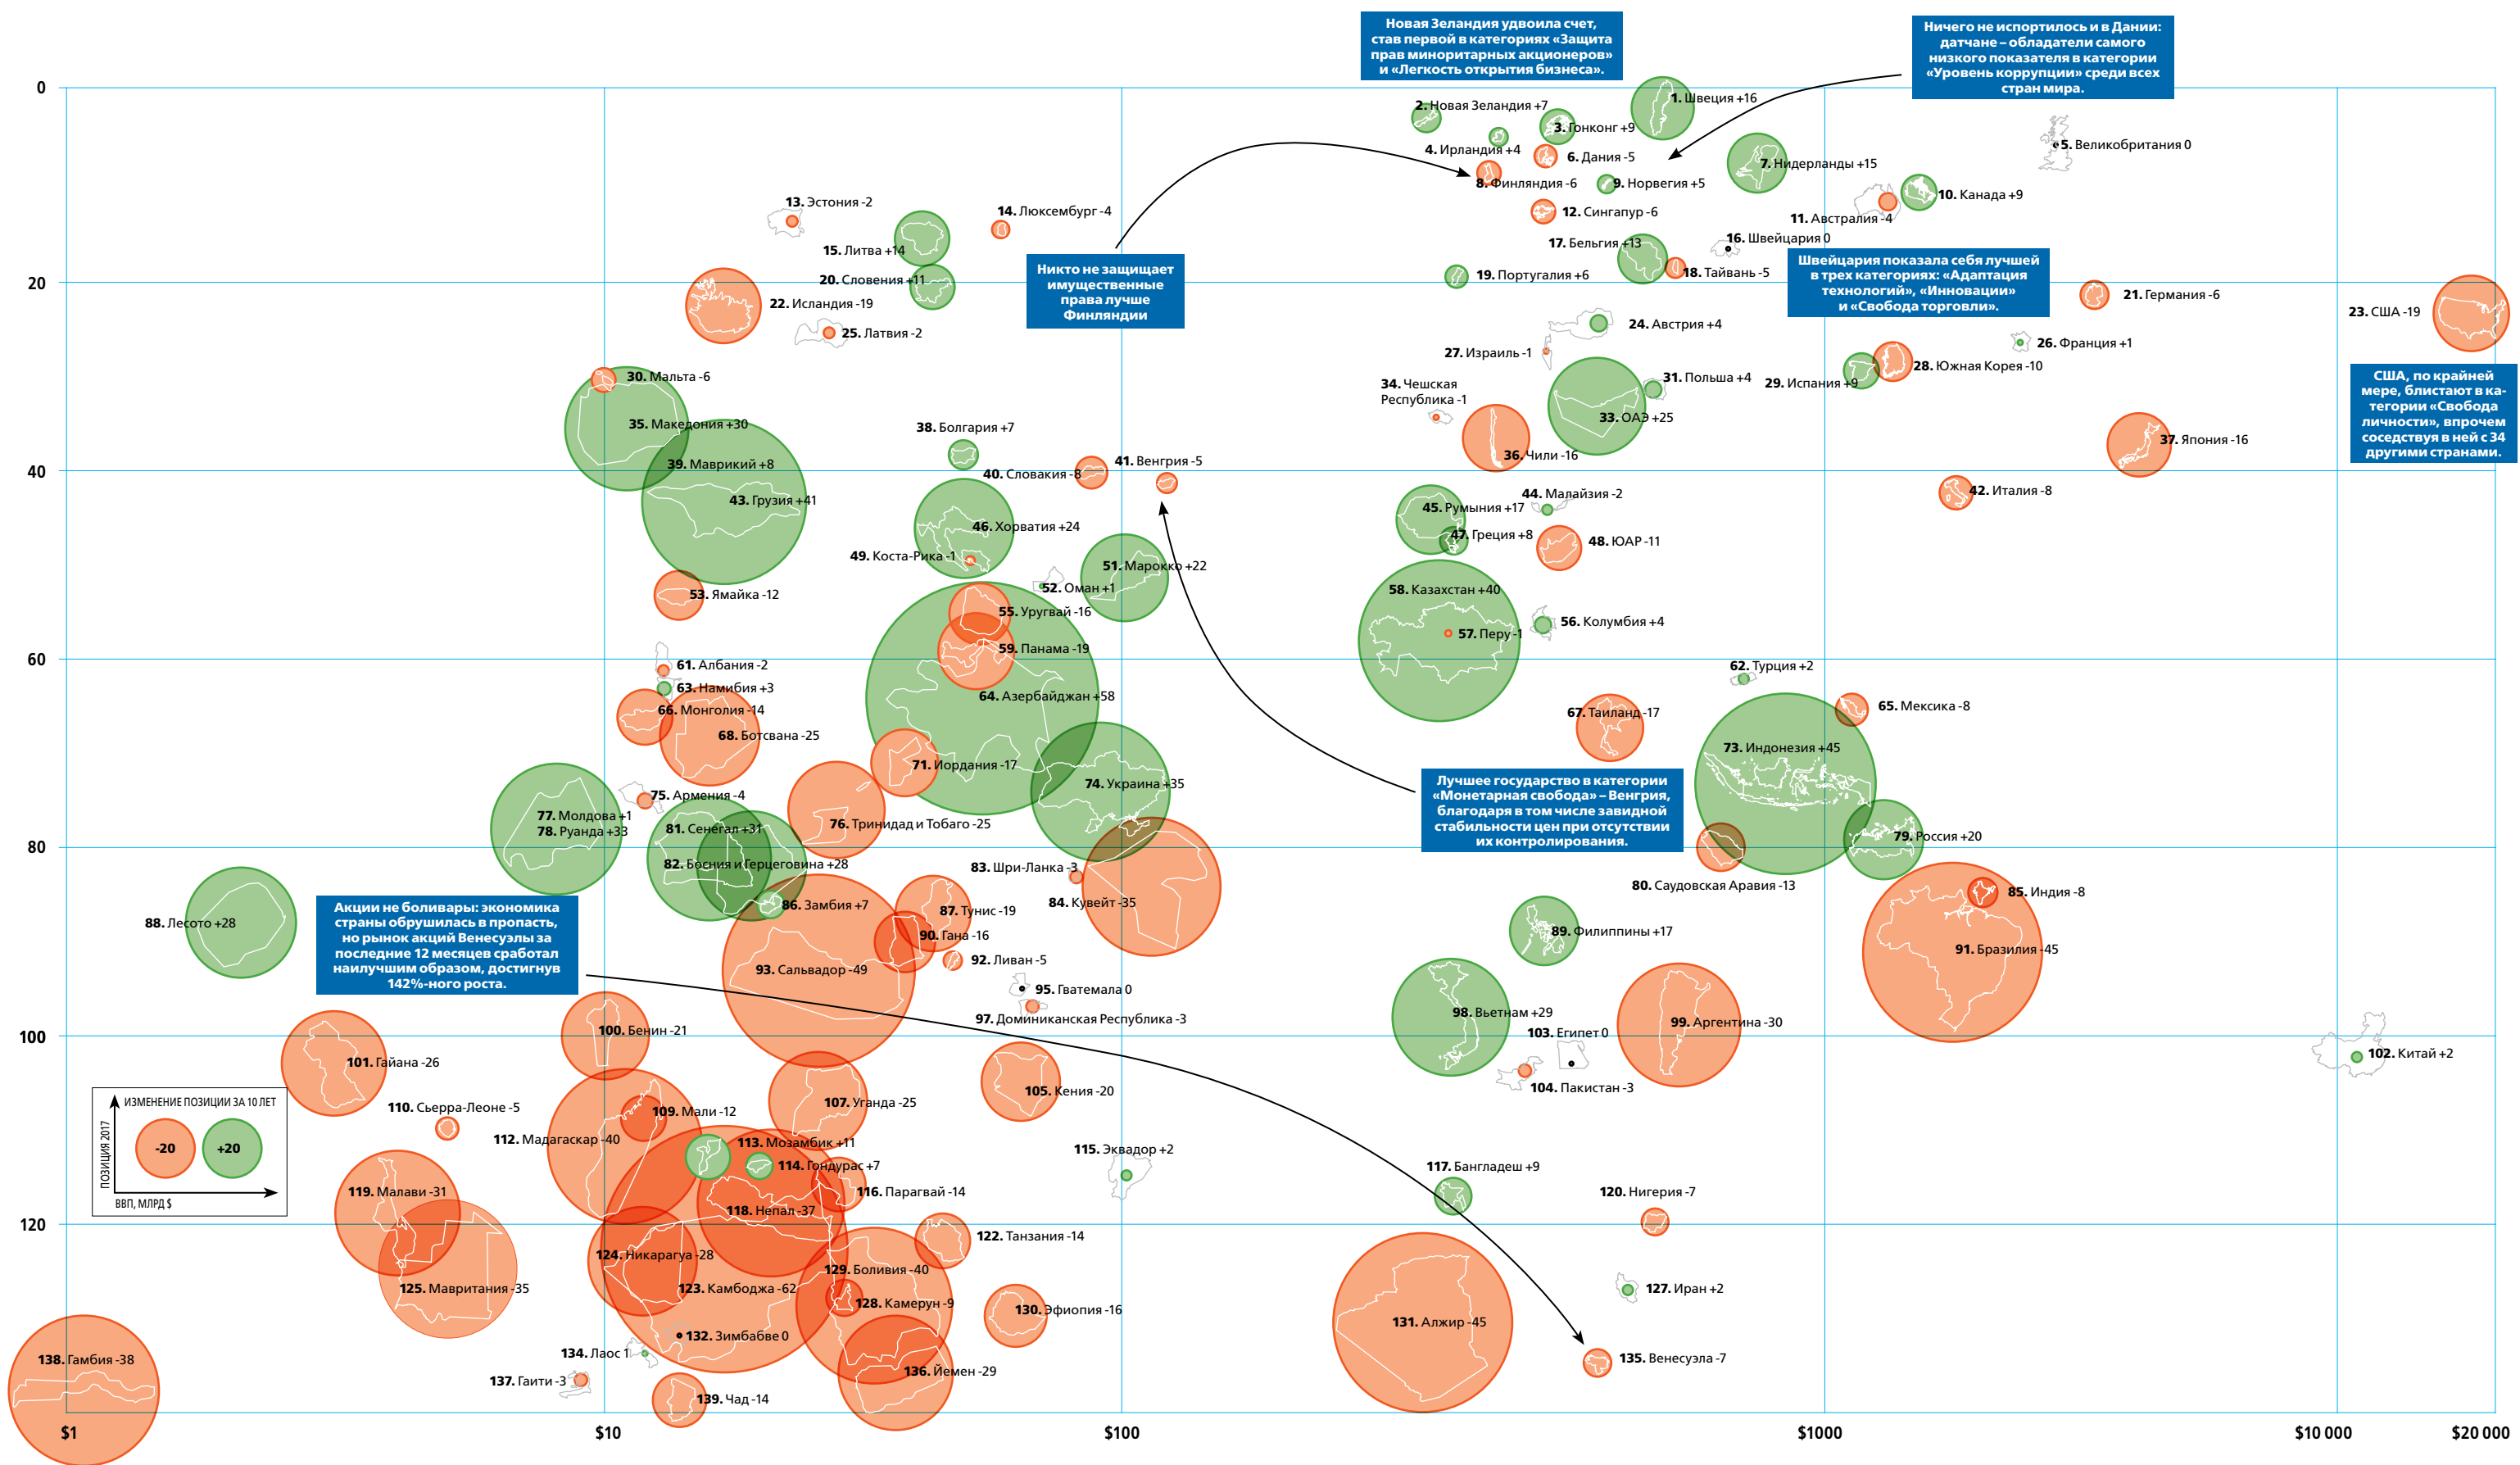 Новая Зеландия удвоила счет,
став первой в категориях «Защита
прав миноритарных акционеров»
и «Легкость открытия бизнеса».
Ничего не испортилось и в Дании:
датчане – обладатели самого
низкого показателя в категории
«Уровень коррупции» среди всех
стран мира.
0
1. Швеция +16
2. Новая Зеландия +7
3. Гонконг +9
4. Ирландия +4
5. Великобритания 0
6. Дания -5
7. Нидерланды +15
8. Финляндия -6
9. Норвегия +5
10. Канада +9
11. Австралия -4
12. Сингапур -6
13. Эстония -2
14. Люксембург -4
15. Литва +14
16. Швейцария 0
17. Бельгия +13
18. Тайвань -5
19. Португалия +6
Никто не защищает
имущественные
права лучше
Финляндии
Швейцария показала себя лучшей
в трех категориях: «Адаптация
технологий», «Инновации»
и «Свобода торговли».
20
20. Словения +11
21. Германия -6
22. Исландия -19
23. США -19
24. Австрия +4
25. Латвия -2
26. Франция +1
27. Израиль -1
28. Южная Корея -10
29. Испания +9
30. Мальта -6
31. Польша +4
33. ОАЭ +25
34. Чешская
Республика -1
35. Македония +30
36. Чили -16
37. Япония -16
38. Болгария +7
39. Маврикий +8
США, по крайней
мере, блистают в ка-
тегории «Свобода
личности», впрочем
соседствуя в ней с 34
другими странами.
40
40. Словакия -8
41. Венгрия -5
42. Италия -8
43. Грузия +41
44. Малайзия -2
45. Румыния +17
46. Хорватия +24
47. Греция +8
48. ЮАР -11
49. Коста-Рика -1
51. Марокко +22
52. Оман +1
53. Ямайка -12
55. Уругвай -16
56. Колумбия +4
57. Перу -1
58. Казахстан +40
59. Панама -19
60
61. Албания -2
62. Турция +2
63. Намибия +3
64. Азербайджан +58
65. Мексика -8
66. Монголия -14
67. Таиланд -17
68. Ботсвана -25
71. Иордания -17
73. Индонезия +45
74. Украина +35
75. Армения -4
76. Тринидад и Тобаго -25
77. Молдова +1
78. Руанда +33
79. Россия +20
Лучшее государство в категории
«Монетарная свобода» – Венгрия,
благодаря в том числе завидной
стабильности цен при отсутствии
их контролирования.
80
80. Саудовская Аравия -13
81. Сенегал +31
82. Босния и Герцеговина +28
83. Шри-Ланка -3
84. Кувейт -35
85. Индия -8
86. Замбия +7
87. Тунис -19
88. Лесото +28
89. Филиппины +17
90. Гана -16
91. Бразилия -45
92. Ливан -5
93. Сальвадор -49
95. Гватемала 0
97. Доминиканская Республика -3
98. Вьетнам +29
99. Аргентина -30
Акции не боливары: экономика
страны обрушилась в пропасть,
но рынок акций Венесуэлы за
последние 12 месяцев сработал
наилучшим образом, достигнув
142%-ного роста.
100
100. Бенин -21
101. Гайана -26
102. Китай +2
103. Египет 0
104. Пакистан -3
105. Кения -20
107. Уганда -25
109. Мали -12
110. Сьерра-Леоне -5
112. Мадагаскар -40
113. Мозамбик +11
114. Гондурас +7
115. Эквадор +2
116. Парагвай -14
117. Бангладеш +9
118. Непал -37
119. Малави -31
ИЗМЕНЕНИЕ ПОЗИЦИИ ЗА 10 ЛЕТ
ПОЗИЦИЯ 2017
-20
+20
ВВП, МЛРД $
120
120. Нигерия -7
122. Танзания -14
123. Камбоджа -62
124. Никарагуа -28
125. Мавритания -35
127. Иран +2
128. Камерун -9
129. Боливия -40
130. Эфиопия -16
131. Алжир -45
132. Зимбабве 0
134. Лаос 1
135. Венесуэла -7
136. Йемен -29
137. Гаити -3
138. Гамбия -38
139. Чад -14
$1
$10
$100
$1000
$10 000
$20 000